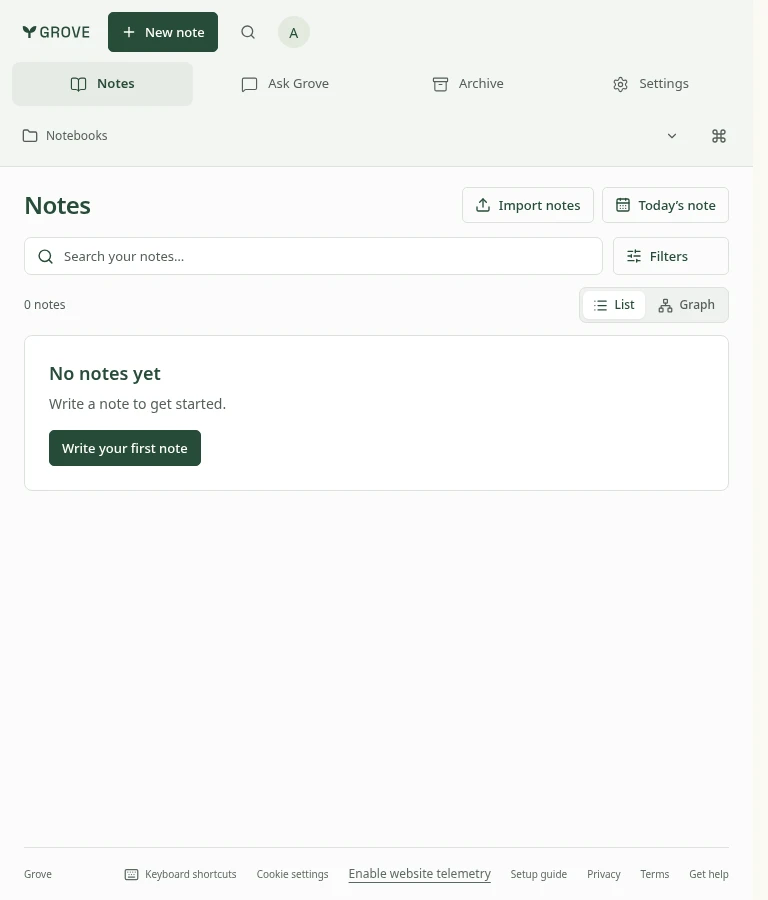 GROVE
New note
A
Notes
Ask Grove
Archive
Settings
Notebooks
Notes
Import notes
Today's note
Search your notes...
Filters
0 notes
List
Graph
No notes yet
Write a note to get started.
Write your first note
Grove
Keyboard shortcuts
Cookie settings
Enable website telemetry
Setup guide
Privacy
Terms
Get help